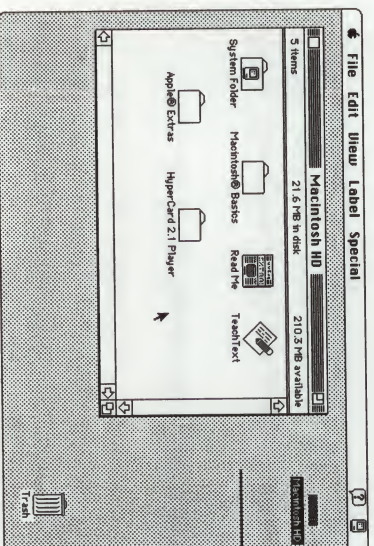 File Edit View Label Special
Macintosh HD
5 items 21.6 MB in disk 210.3 MB available
System Folder Macintosh® Basics Read Me TeachText
Apple® Extras HyperCard 2.1 Player
Macintosh HD
Trash